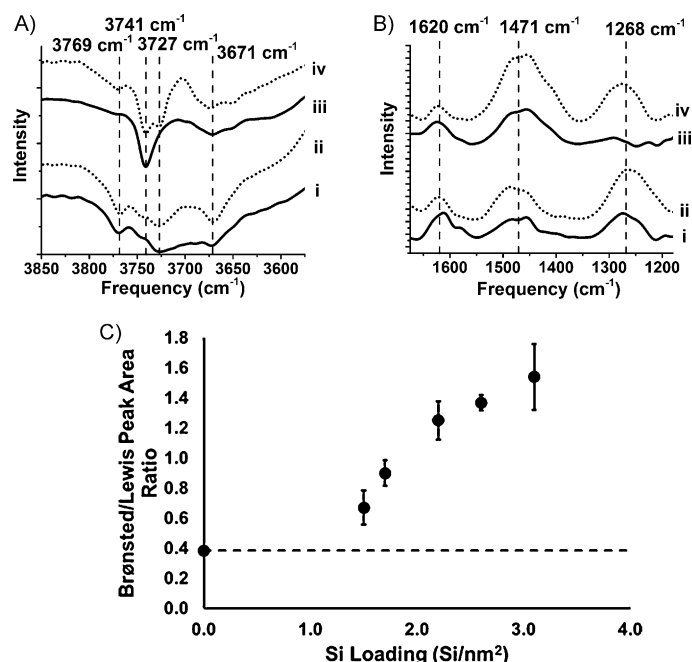 A)
3741 cm⁻¹
3769 cm⁻¹
3727 cm⁻¹
3671 cm⁻¹
Intensity
iv
iii
ii
i
3850 3800 3750 3700 3650 3600
Frequency (cm⁻¹)
B)
1620 cm⁻¹ 1471 cm⁻¹ 1268 cm⁻¹
Intensity
iv
iii
ii
i
1600 1500 1400 1300 1200
Frequency (cm⁻¹)
C)
Brønsted/Lewis Peak Area
Ratio
1.8
1.6
1.4
1.2
1.0
0.8
0.6
0.4
0.2
0.0
0.0 1.0 2.0 3.0 4.0
Si Loading (Si/nm²)